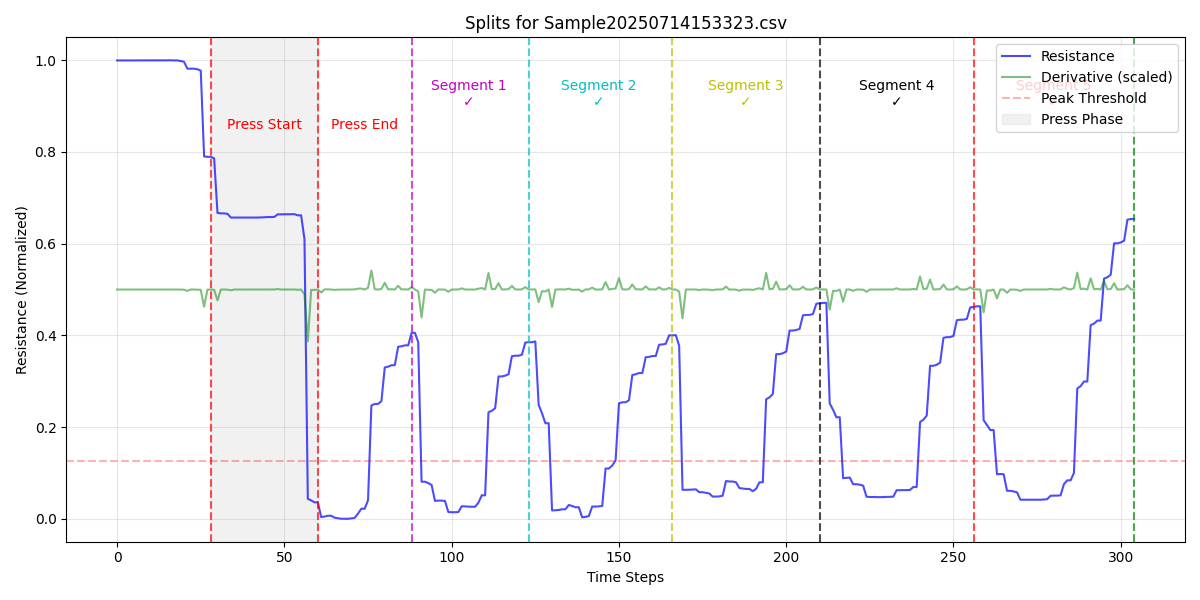 Splits for Sample20250714153323.csv
Resistance (Normalized)
1.0
0.8
0.6
0.4
0.2
0.0
Press Start
Press End
Segment 1
✓
Segment 2
✓
Segment 3
✓
Segment 4
✓
Segment 5
Resistance
Derivative (scaled)
Peak Threshold
Press Phase
0
50
100
150
200
250
300
Time Steps